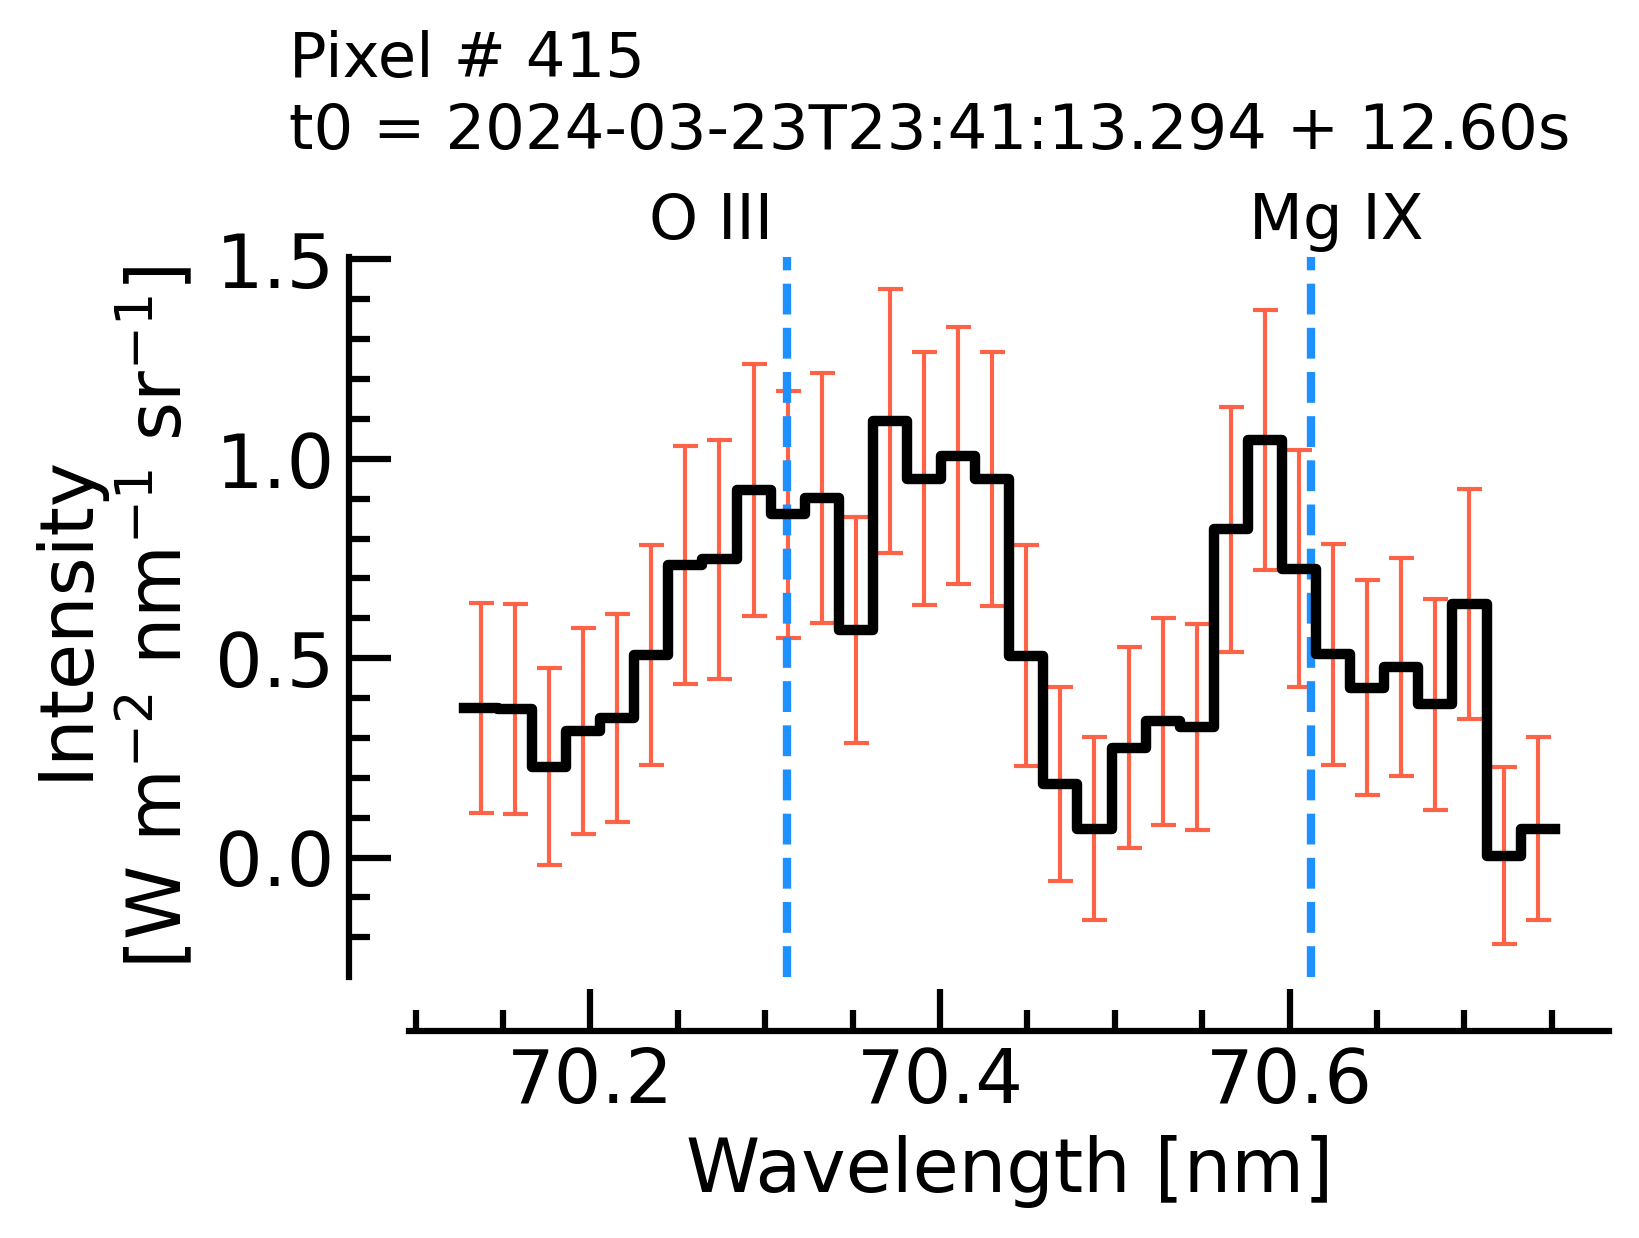 Pixel # 415
t0 = 2024-03-23T23:41:13.294 + 12.60s
O III
Mg IX
Intensity
[W m⁻² nm⁻¹ sr⁻¹]
1.5
1.0
0.5
0.0
70.2
70.4
70.6
Wavelength [nm]